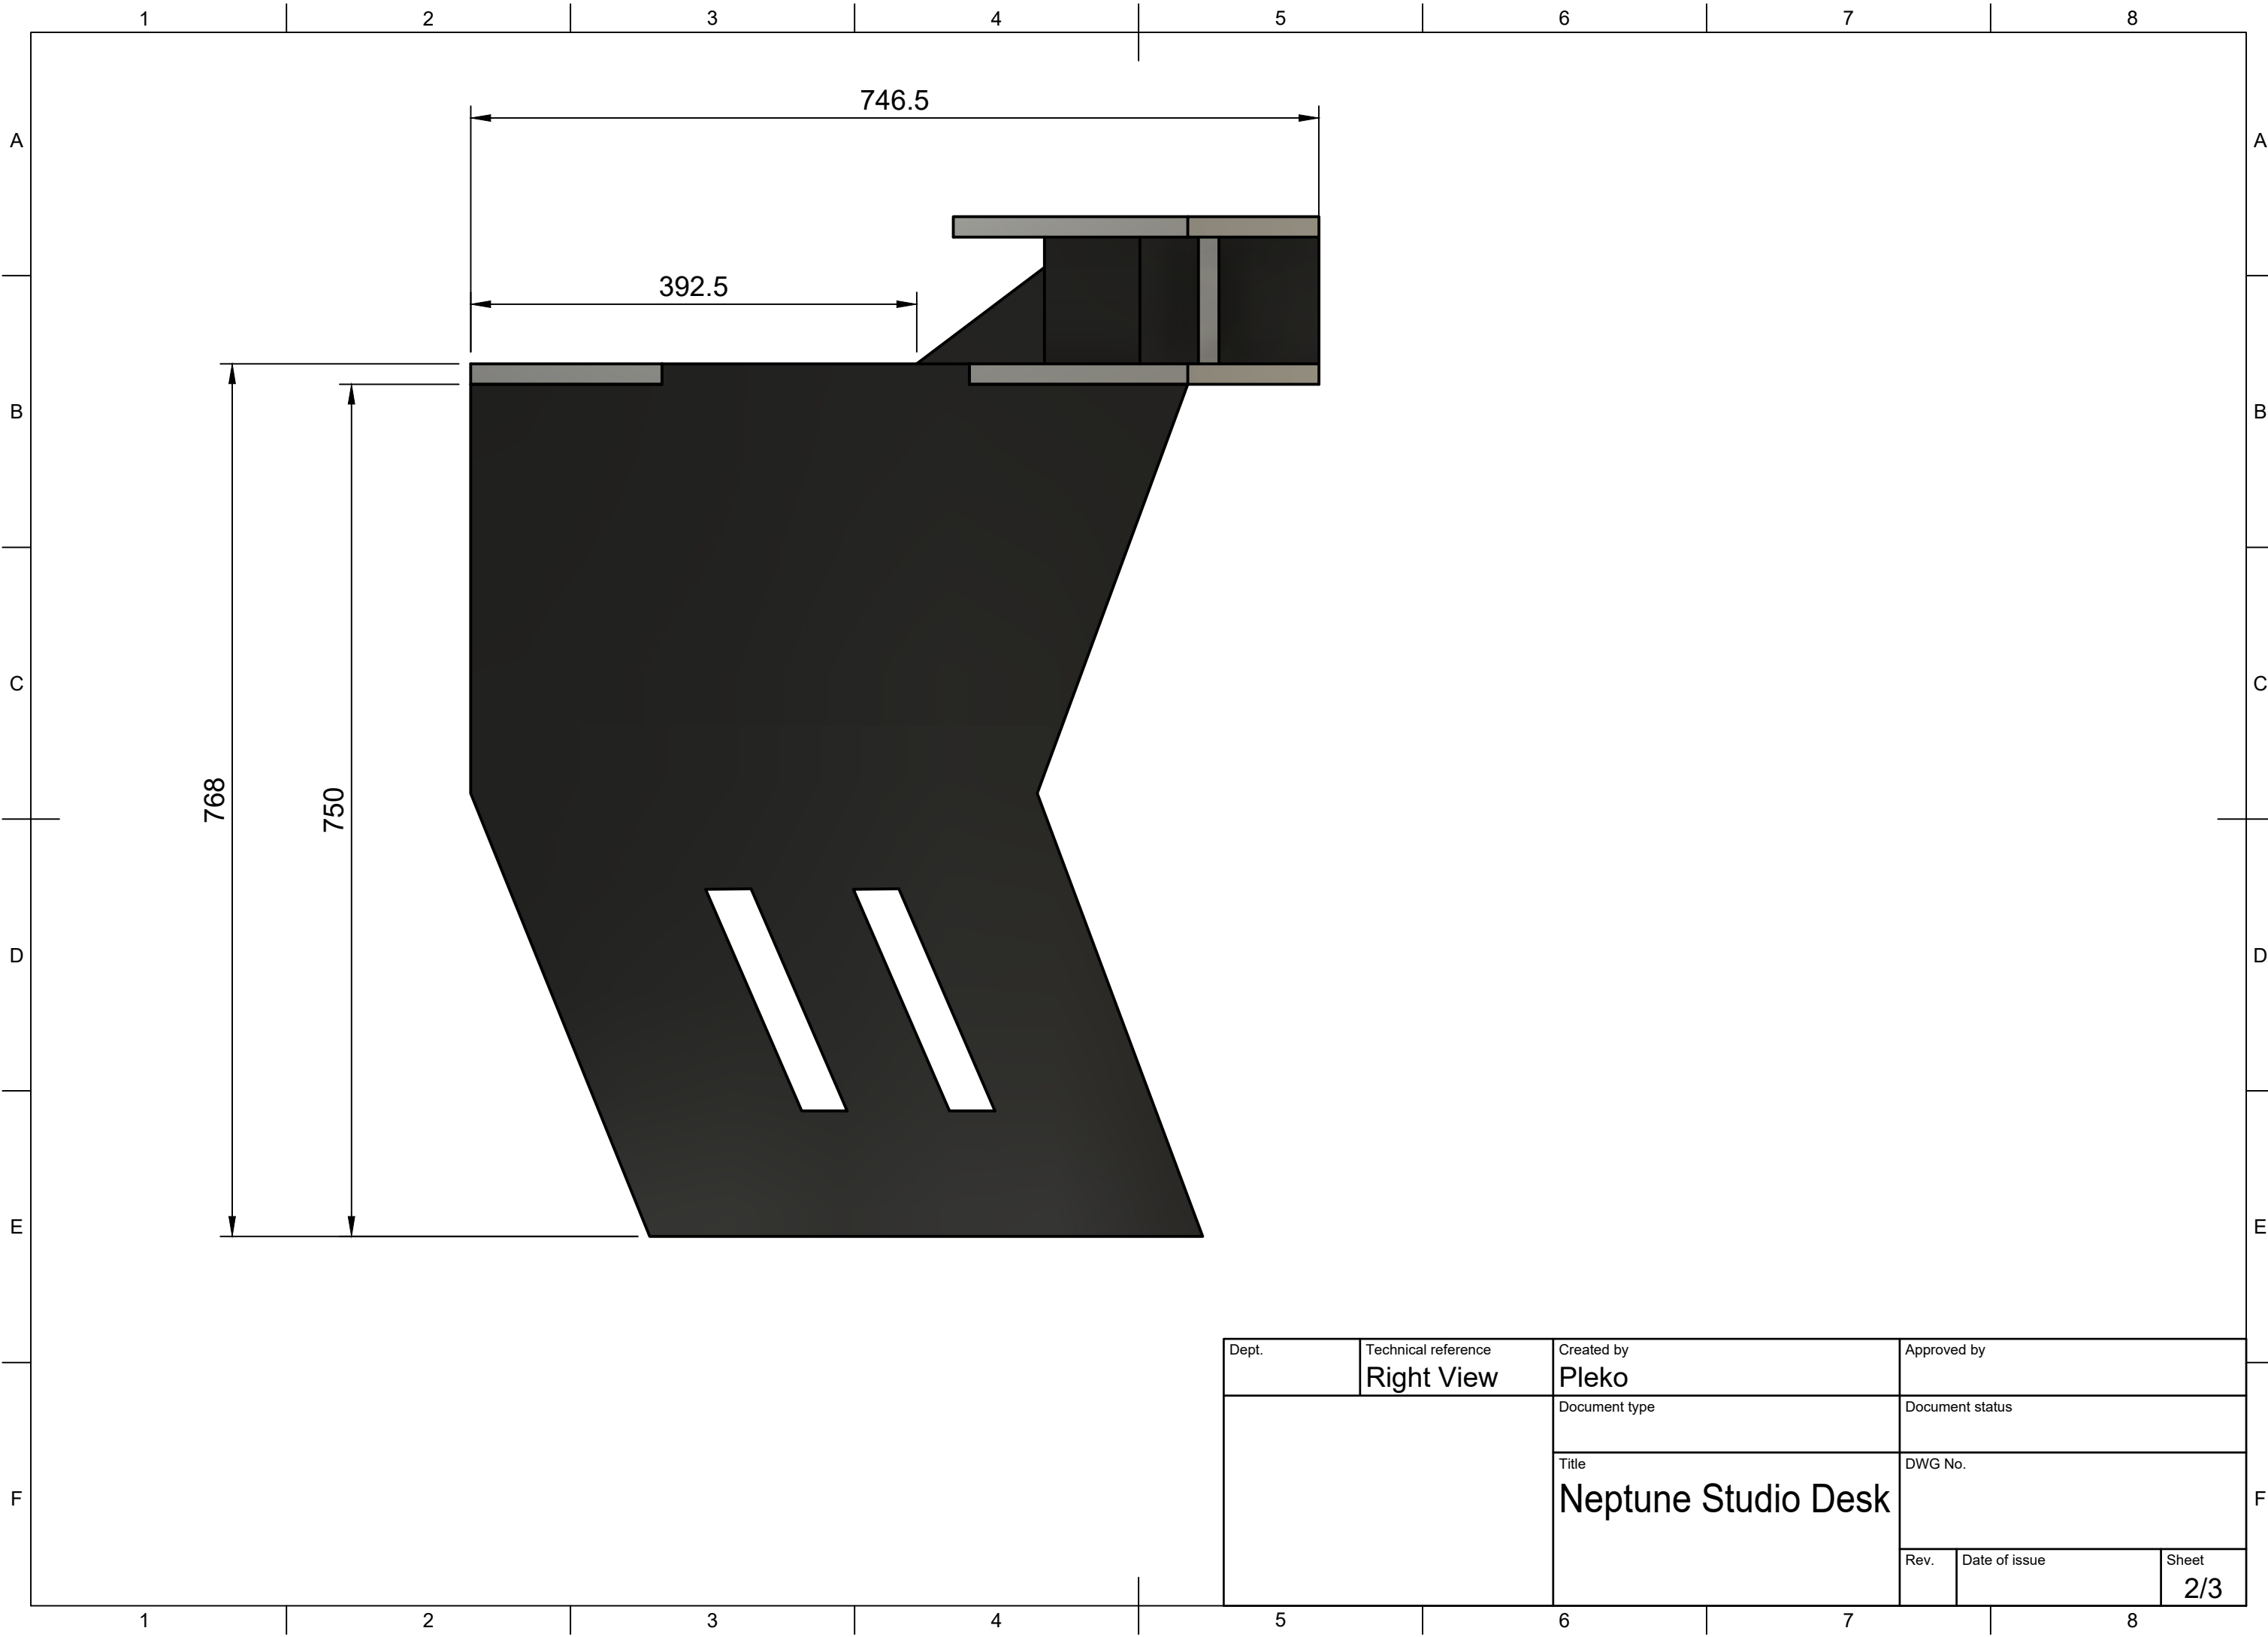 1 2 3 4 5 6 7 8
746.5
A A
392.5
B B
C C
768
750
D D
E E
Dept. Technical reference Created by Approved by
Right View Pleko
Document type Document status
Title DWG No.
Neptune Studio Desk
F F
Rev. Date of issue Sheet
2/3
1 2 3 4 5 6 7 8